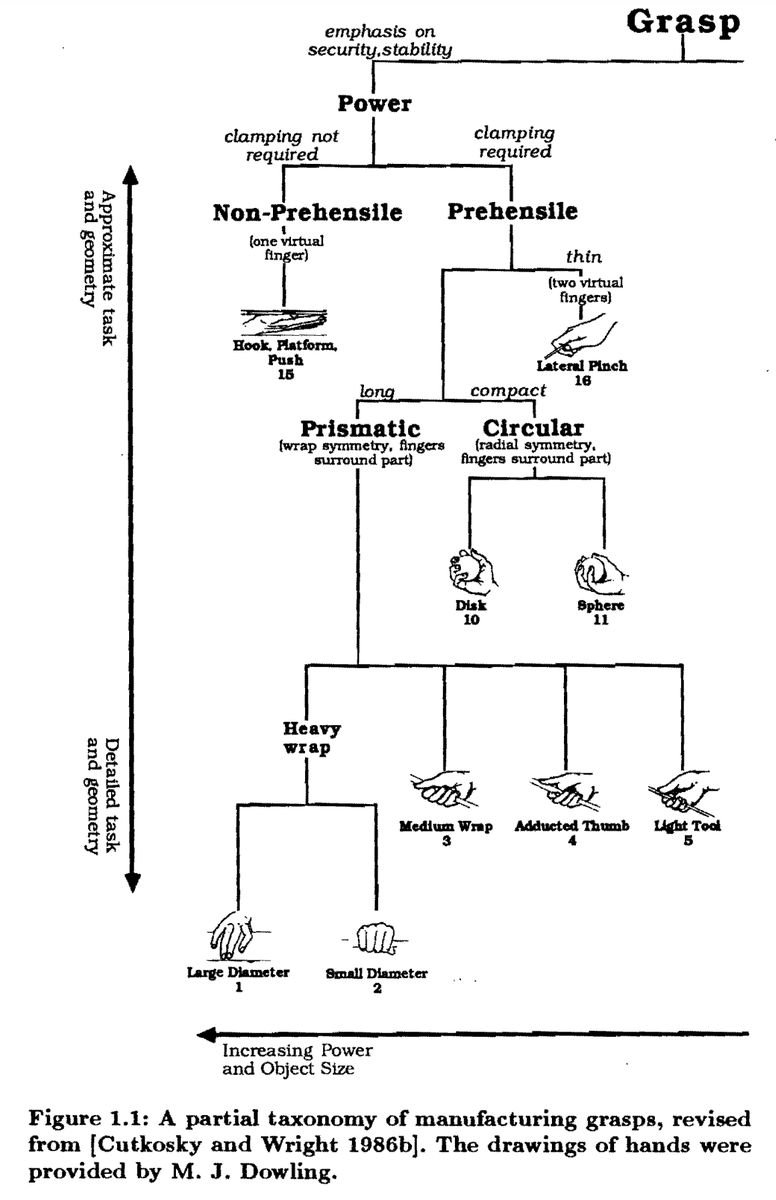 Grasp
emphasis on
security,stability
Power
clamping not
required
clamping
required
Non-Prehensile
(one virtual
finger)
Prehensile
thin
(two virtual
fingers)
Hook, Platform,
Push
15
Lateral Pinch
16
long
compact
Prismatic
(wrap symmetry, fingers
surround part)
Circular
(radial symmetry,
fingers surround part)
Disk
10
Sphere
11
Heavy
wrap
Medium Wrap
3
Adducted Thumb
4
Light Tool
5
Large Diameter
1
Small Diameter
2
Approximate task
and geometry
Detailed task
and geometry
Increasing Power
and Object Size
Figure 1.1: A partial taxonomy of manufacturing grasps, revised
from [Cutkosky and Wright 1986b]. The drawings of hands were
provided by M. J. Dowling.